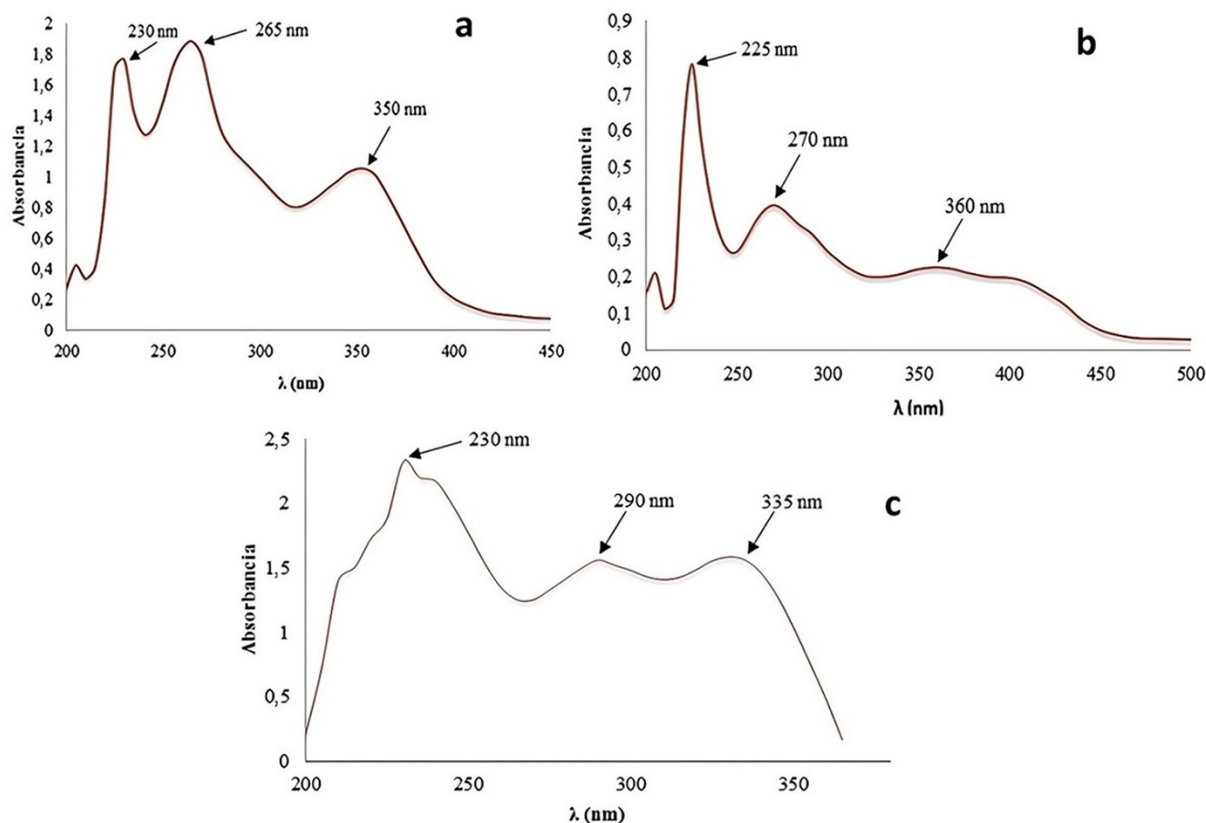 a
230 nm
265 nm
350 nm
Absorbancia
2
1,8
1,6
1,4
1,2
1
0,8
0,6
0,4
0,2
0
200
250
300
350
400
450
λ (nm)
b
225 nm
270 nm
360 nm
Absorbancia
0,9
0,8
0,7
0,6
0,5
0,4
0,3
0,2
0,1
0
200
250
300
350
400
450
500
λ (nm)
c
230 nm
290 nm
335 nm
Absorbancia
2,5
2
1,5
1
0,5
0
200
250
300
350
λ (nm)